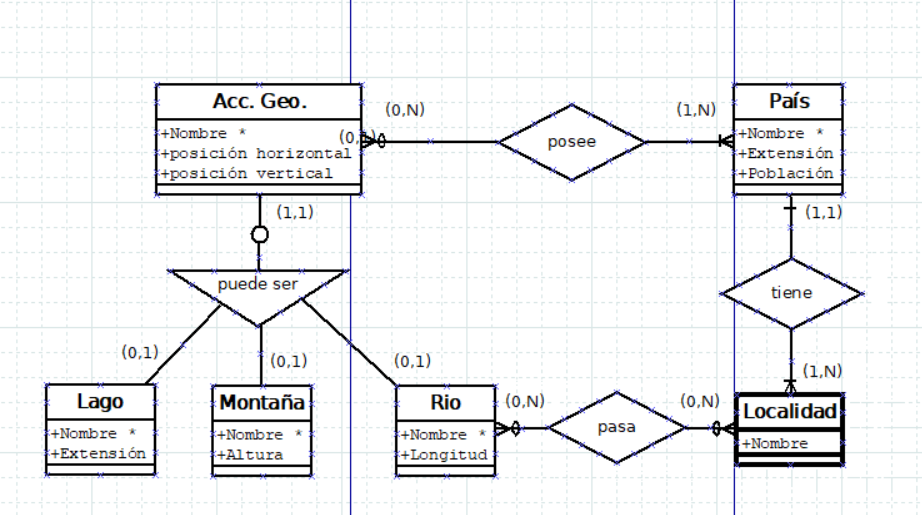 Acc. Geo.
+Nombre *
+posición horizontal
+posición vertical
(0,N)
posee
(1,N)
País
+Nombre *
+Extensión
+Población
(1,1)
puede ser
(1,1)
tiene
(0,1)
(0,1)
(0,1)
(1,N)
Lago
+Nombre *
+Extensión
Montaña
+Nombre *
+Altura
Rio
+Nombre *
+Longitud
(0,N)
pasa
(0,N)
Localidad
+Nombre